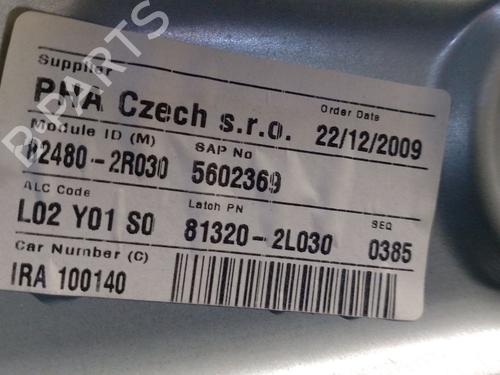 Supplier
PHA Czech s.r.o.
Order Date
22/12/2009
Module ID (M)
82480-2R030
SAP No
5602369
ALC Code
L02 Y01 S0
Latch PN
81320-2L030
SEQ
0385
Car Number (C)
IRA 100140
B-PARTS